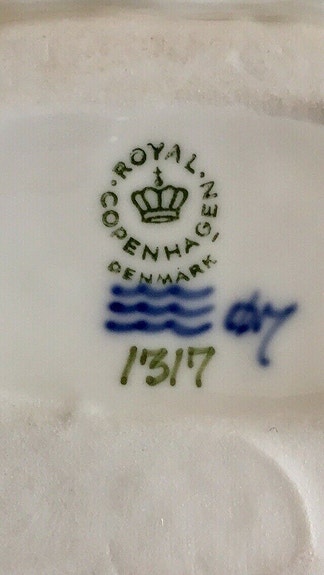 ROYAL
COPENHAGEN
DENMARK
1317